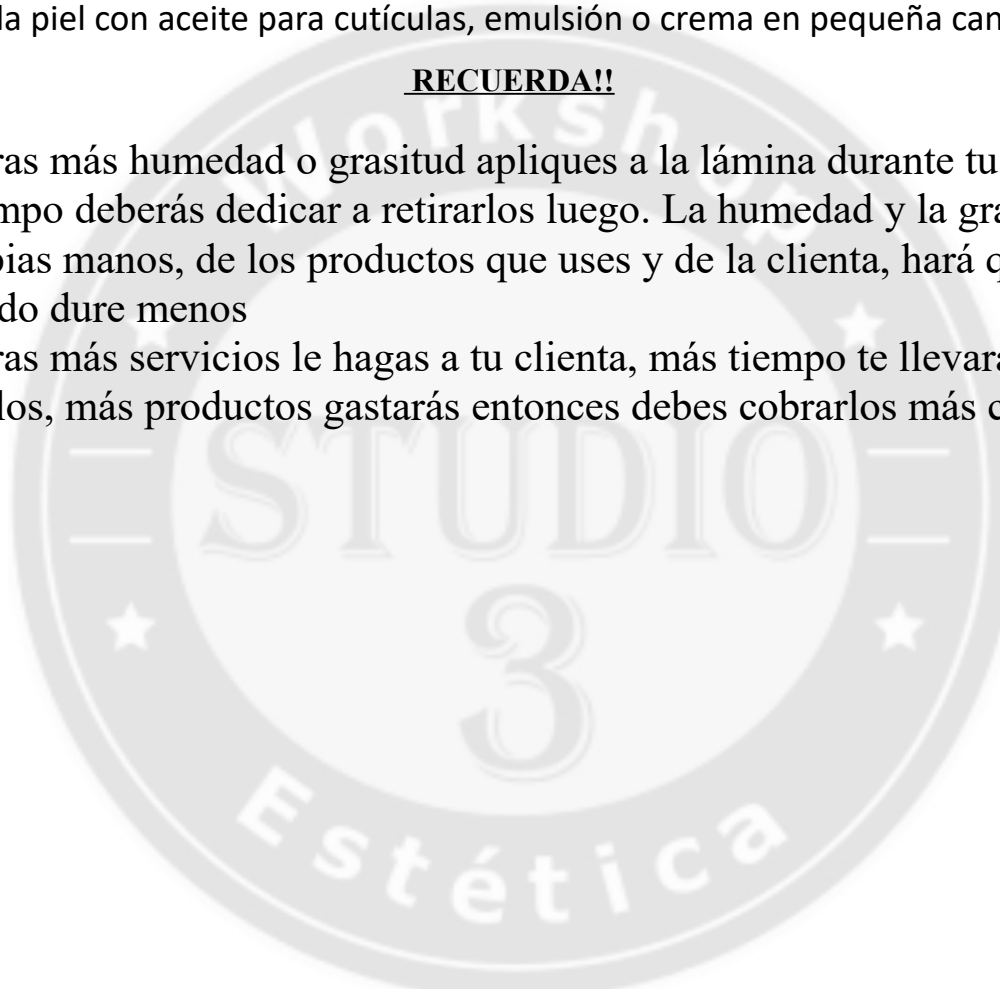 la piel con aceite para cutículas, emulsión o crema en pequeña can
RECUERDA!!
ras más humedad o grasitud apliques a la lámina durante tu
mpo deberás dedicar a retirarlos luego. La humedad y la gra
pias manos, de los productos que uses y de la clienta, hará q
do dure menos
ras más servicios le hagas a tu clienta, más tiempo te llevará
los, más productos gastarás entonces debes cobrarlos más c
Workshop
STUDIO
3
Estética